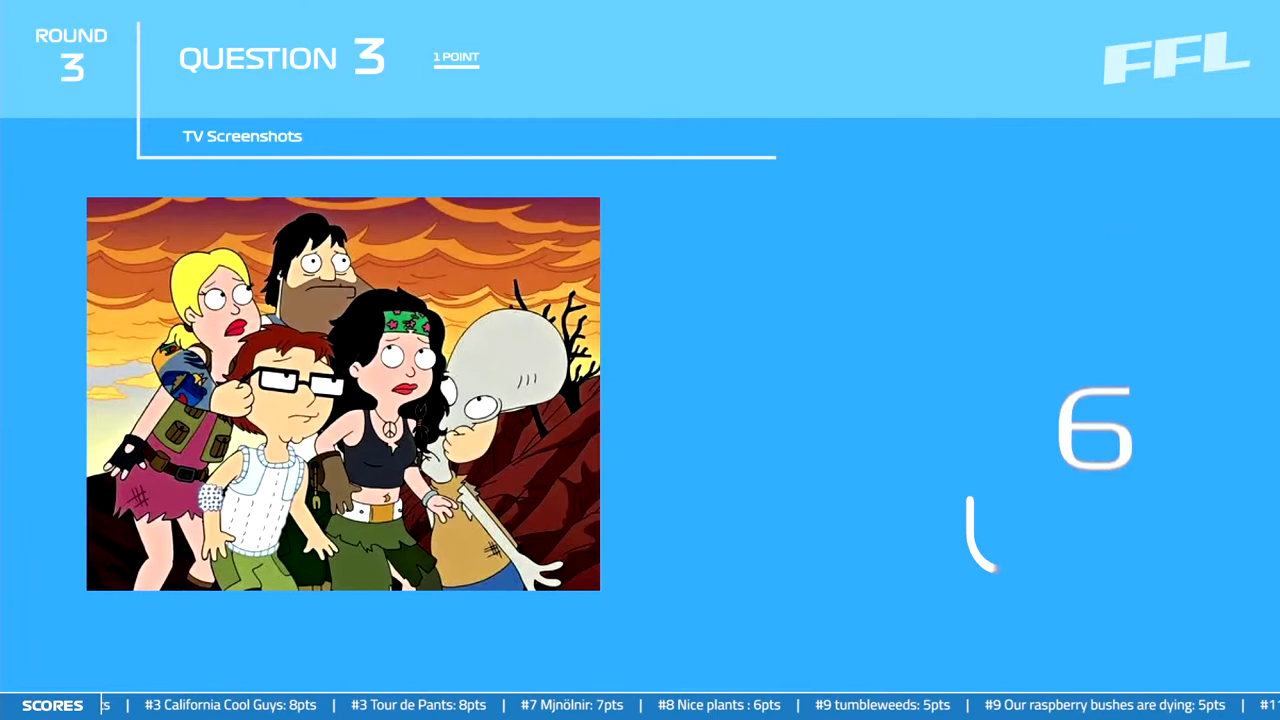 ROUND
3
QUESTION 3
1 POINT
FFL
TV Screenshots
6
SCORES
#3 California Cool Guys: 8pts | #3 Tour de Pants: 8pts | #7 Mjnölnir: 7pts | #8 Nice plants : 6pts | #9 tumbleweeds: 5pts | #9 Our raspberry bushes are dying: 5pts |